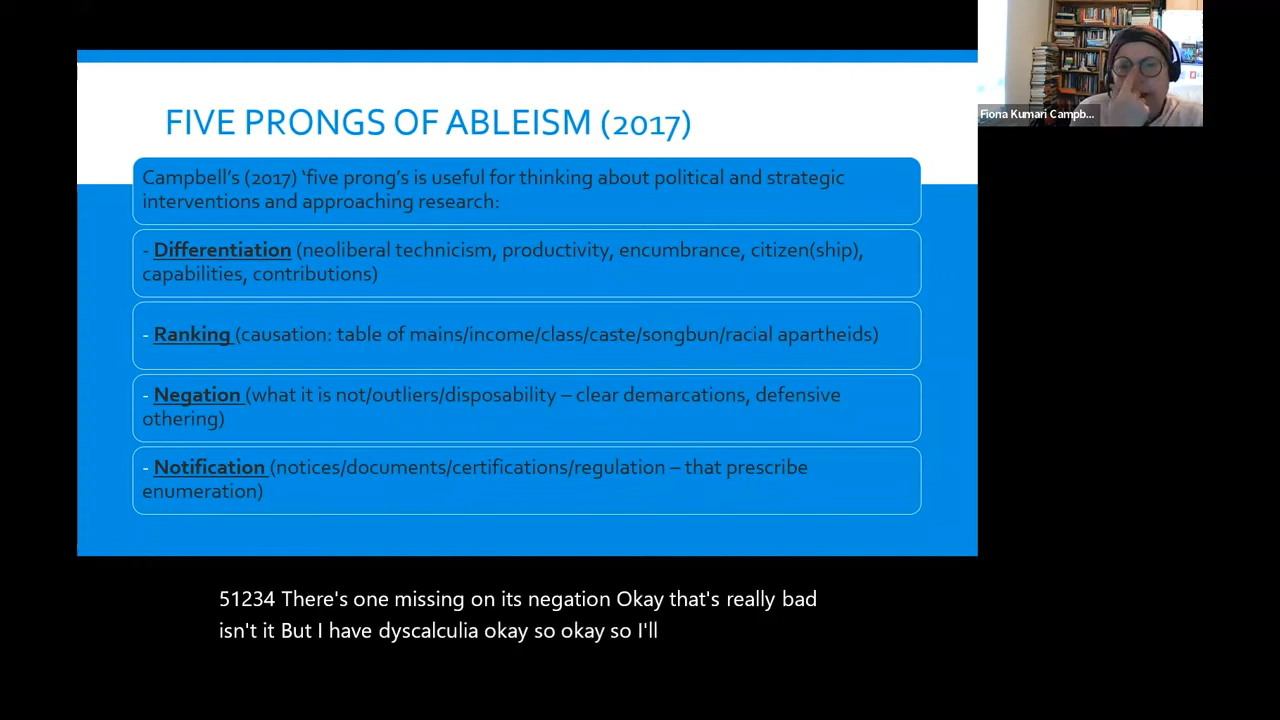 FIVE PRONGS OF ABLEISM (2017)
Fiona Kumari Campb...
Campbell's (2017) 'five prong's is useful for thinking about political and strategic
interventions and approaching research:
- Differentiation (neoliberal technicism, productivity, encumbrance, citizen(ship),
capabilities, contributions)
- Ranking (causation: table of mains/income/class/caste/songbun/racial apartheids)
- Negation (what it is not/outliers/disposability – clear demarcations, defensive
othering)
- Notification (notices/documents/certifications/regulation – that prescribe
enumeration)
51234 There's one missing on its negation Okay that's really bad
isn't it But I have dyscalculia okay so okay so I'll